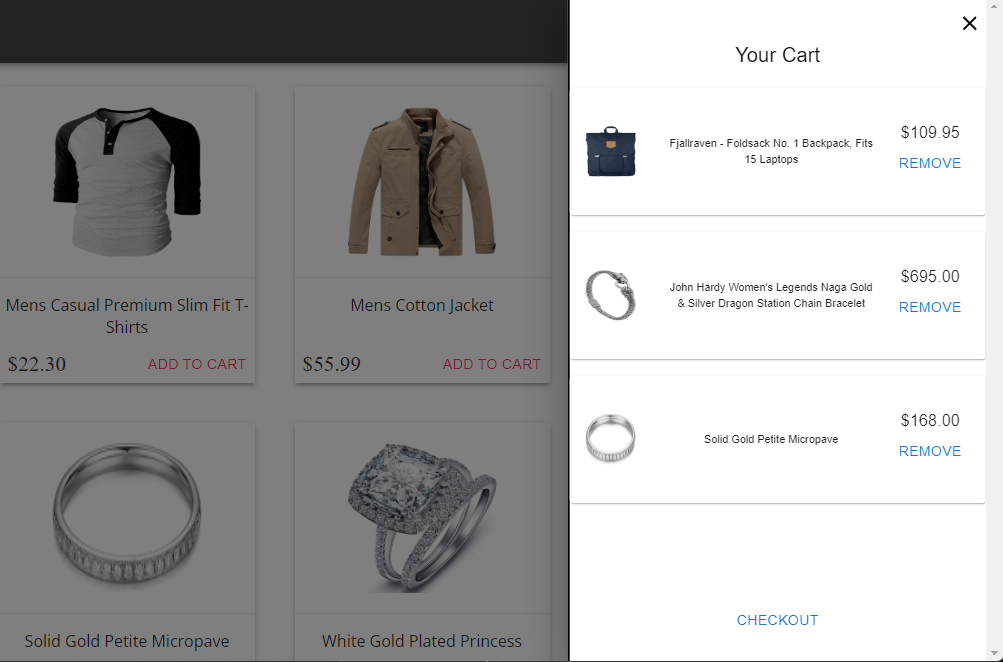 Mens Casual Premium Slim Fit T-
Shirts
$22.30
ADD TO CART
Mens Cotton Jacket
$55.99
ADD TO CART
Solid Gold Petite Micropave
White Gold Plated Princess
Your Cart
Fjallraven - Foldsack No. 1 Backpack, Fits
15 Laptops
$109.95
REMOVE
John Hardy Women's Legends Naga Gold
& Silver Dragon Station Chain Bracelet
$695.00
REMOVE
Solid Gold Petite Micropave
$168.00
REMOVE
CHECKOUT